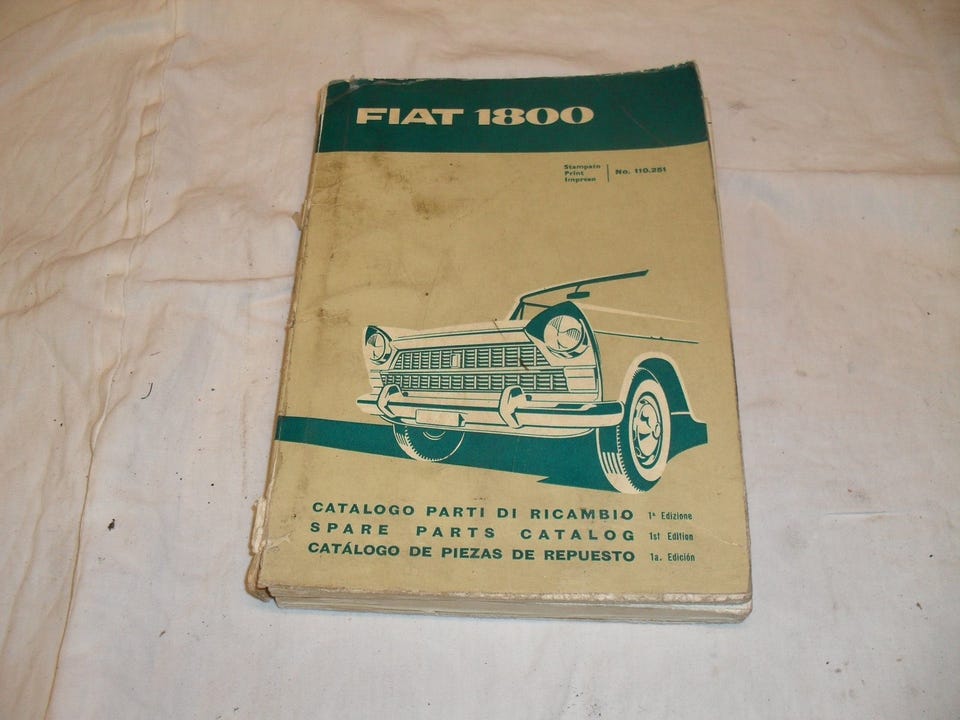 FIAT 1800
Stampato
Print
Impreso
No. 110.251
CATALOGO PARTI DI RICAMBIO 1ª Edizione
SPARE PARTS CATALOG 1st Edition
CATÁLOGO DE PIEZAS DE REPUESTO 1a. Edición